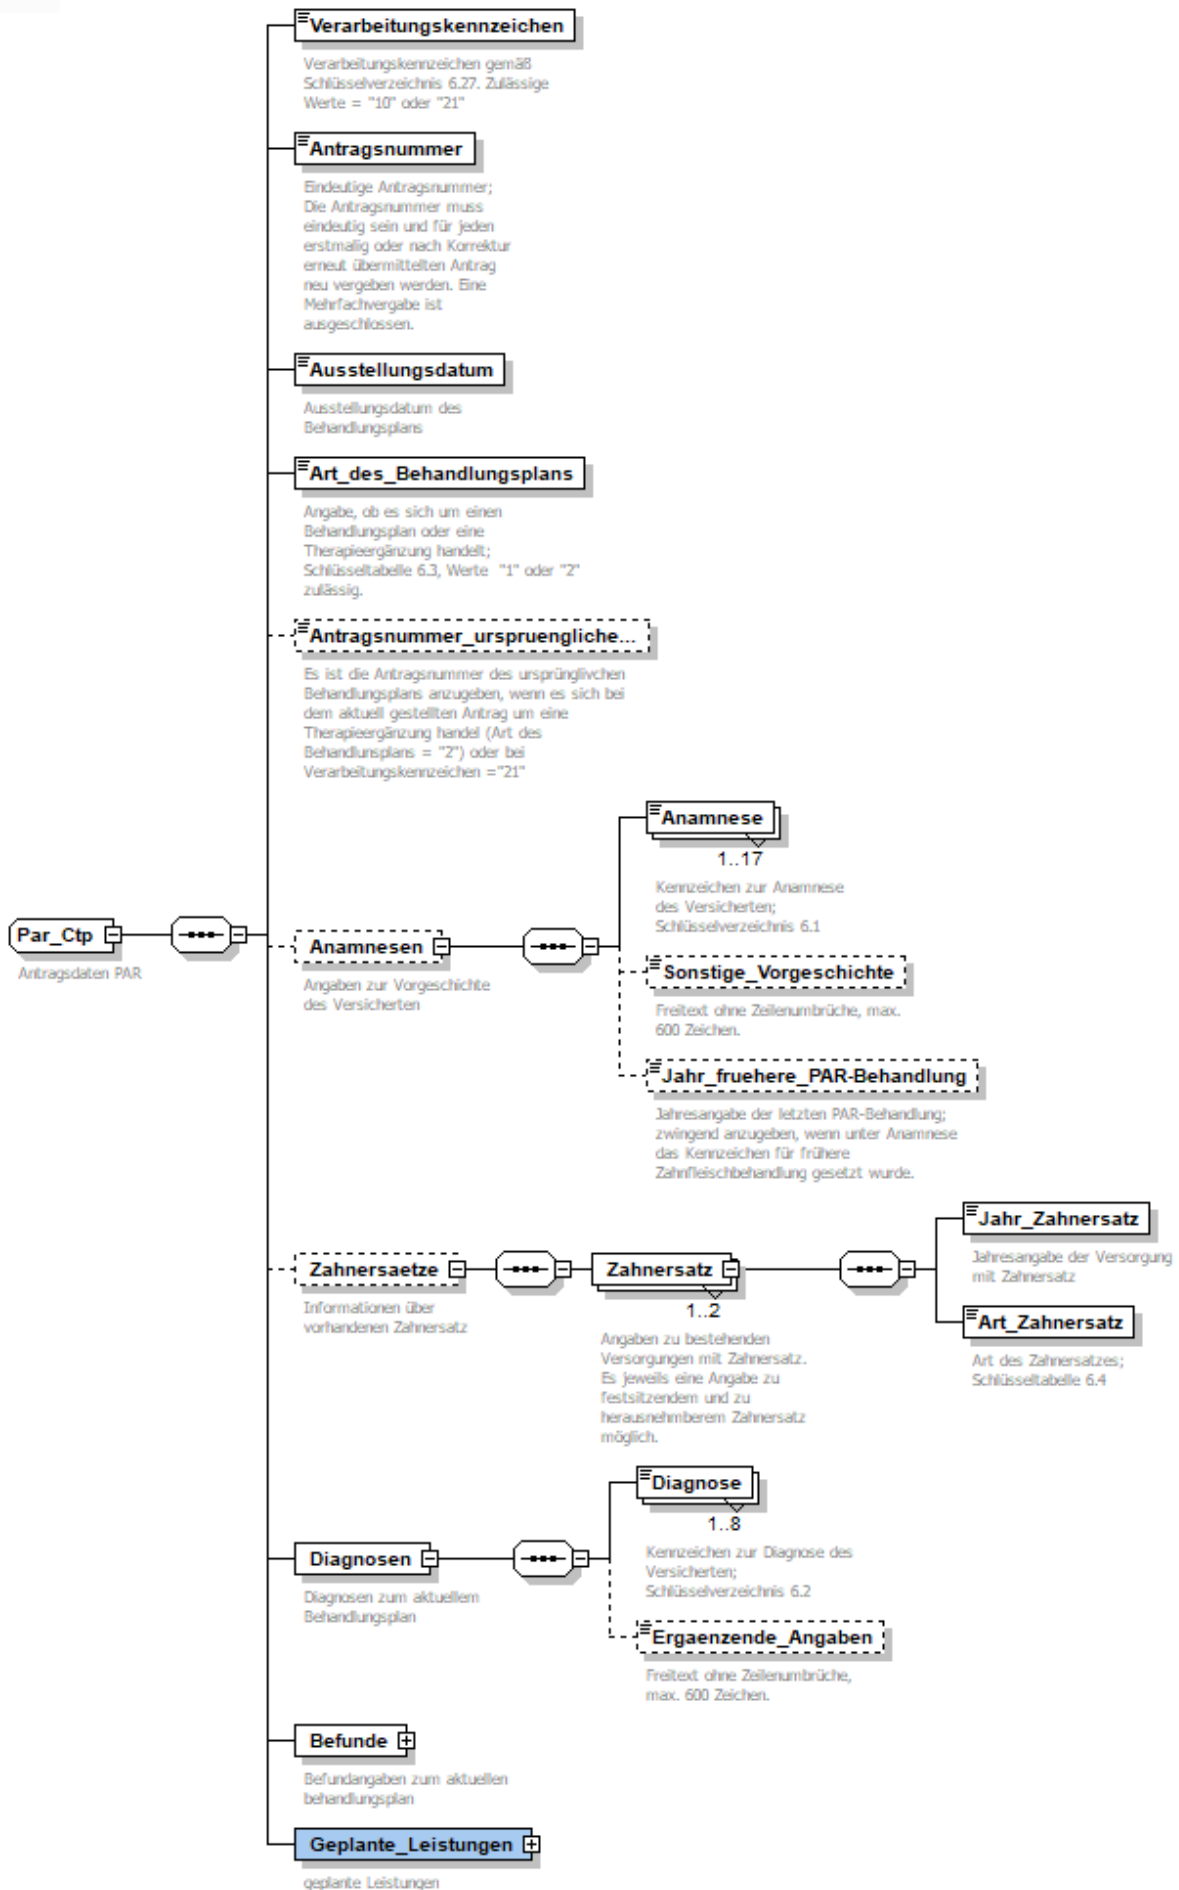 Verarbeitungskennzeichen
Verarbeitungskennzeichen gemäß
Schlüsselverzeichnis 6.27. Zulässige
Werte = "10" oder "21"
Antragsnummer
Eindeutige Antragsnummer;
Die Antragsnummer muss
eindeutig sein und für jeden
erstmalig oder nach Korrektur
erneut übermittelten Antrag
neu vergeben werden. Eine
Mehrfachvergabe ist
ausgeschlossen.
Ausstellungsdatum
Ausstellungsdatum des
Behandlungsplans
Art_des_Behandlungsplans
Angabe, ob es sich um einen
Behandlungsplan oder eine
Therapieergänzung handelt;
Schlüsseltabelle 6.3, Werte "1" oder "2"
zulässig.
Antragsnummer_urspruengliche...
Es ist die Antragsnummer des ursprünglivchen
Behandlungsplans anzugeben, wenn es sich bei
dem aktuell gestellten Antrag um eine
Therapieergänzung handel (Art des
Behandlunsplans = "2") oder bei
Verarbeitungskennzeichen ="21"
Par_Ctp
Antragsdaten PAR
Anamnesen
Angaben zur Vorgeschichte
des Versicherten
Anamnese
1..17
Kennzeichen zur Anamnese
des Versicherten;
Schlüsselverzeichnis 6.1
Sonstige_Vorgeschichte
Freitext ohne Zeilenumbrüche, max.
600 Zeichen.
Jahr_fruehere_PAR-Behandlung
Jahresangabe der letzten PAR-Behandlung;
zwingend anzugeben, wenn unter Anamnese
das Kennzeichen für frühere
Zahnfleischbehandlung gesetzt wurde.
Zahnersaetze
Informationen über
vorhandenen Zahnersatz
Zahnersatz
1..2
Angaben zu bestehenden
Versorgungen mit Zahnersatz.
Es jeweils eine Angabe zu
festsitzendem und zu
herausnehmberem Zahnersatz
möglich.
Jahr_Zahnersatz
Jahresangabe der Versorgung
mit Zahnersatz
Art_Zahnersatz
Art des Zahnersatzes;
Schlüsseltabelle 6.4
Diagnosen
Diagnosen zum aktuellem
Behandlungsplan
Diagnose
1..8
Kennzeichen zur Diagnose des
Versicherten;
Schlüsselverzeichnis 6.2
Ergaenzende_Angaben
Freitext ohne Zeilenumbrüche,
max. 600 Zeichen.
Befunde
Befundangaben zum aktuellen
behandlungsplan
Geplante_Leistungen
geplante Leistungen